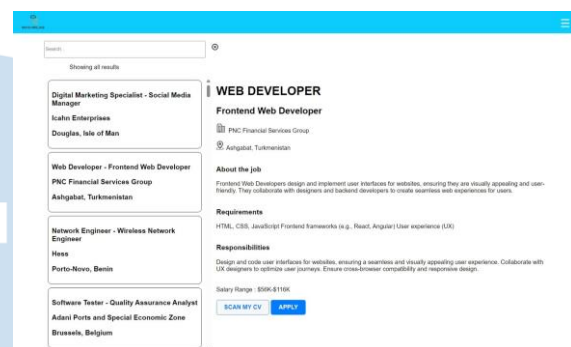 Search...
Showing all results
Digital Marketing Specialist - Social Media
Manager
Icahn Enterprises
Douglas, Isle of Man
Web Developer - Frontend Web Developer
PNC Financial Services Group
Ashgabat, Turkmenistan
Network Engineer - Wireless Network
Engineer
Hess
Porto-Novo, Benin
Software Tester - Quality Assurance Analyst
Adani Ports and Special Economic Zone
Brussels, Belgium
WEB DEVELOPER
Frontend Web Developer
PNC Financial Services Group
Ashgabat, Turkmenistan
About the job
Frontend Web Developers design and implement user interfaces for websites, ensuring they are visually appealing and user-
friendly. They collaborate with designers and backend developers to create seamless web experiences for users.
Requirements
HTML, CSS, JavaScript Frontend frameworks (e.g., React, Angular) User experience (UX)
Responsibilities
Design and code user interfaces for websites, ensuring a seamless and visually appealing user experience. Collaborate with
UX designers to optimize user journeys. Ensure cross-browser compatibility and responsive design.
Salary Range : $56K-$116K
SCAN MY CV
APPLY